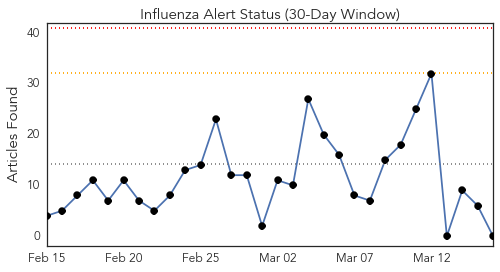 Influenza Alert Status (30-Day Window)
Articles Found
40
30
20
10
0
Feb 15
Feb 20
Feb 25
Mar 02
Mar 07
Mar 12